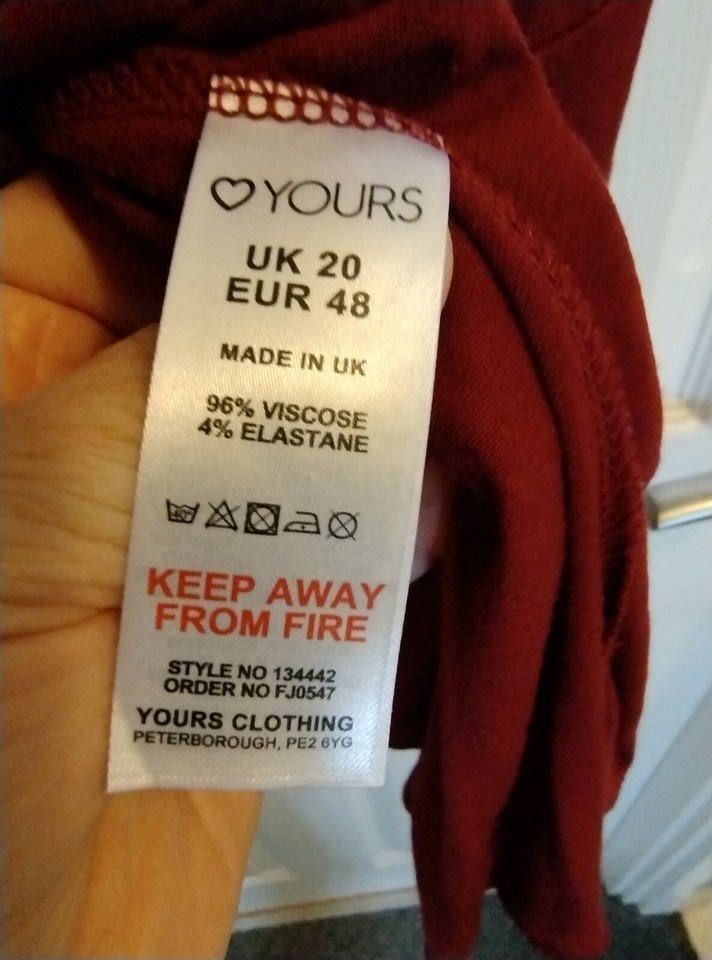 YOURS
UK 20
EUR 48
MADE IN UK
96% VISCOSE
4% ELASTANE
40°
KEEP AWAY
FROM FIRE
STYLE NO 134442
ORDER NO FJ0547
YOURS CLOTHING
PETERBOROUGH, PE2 6YG